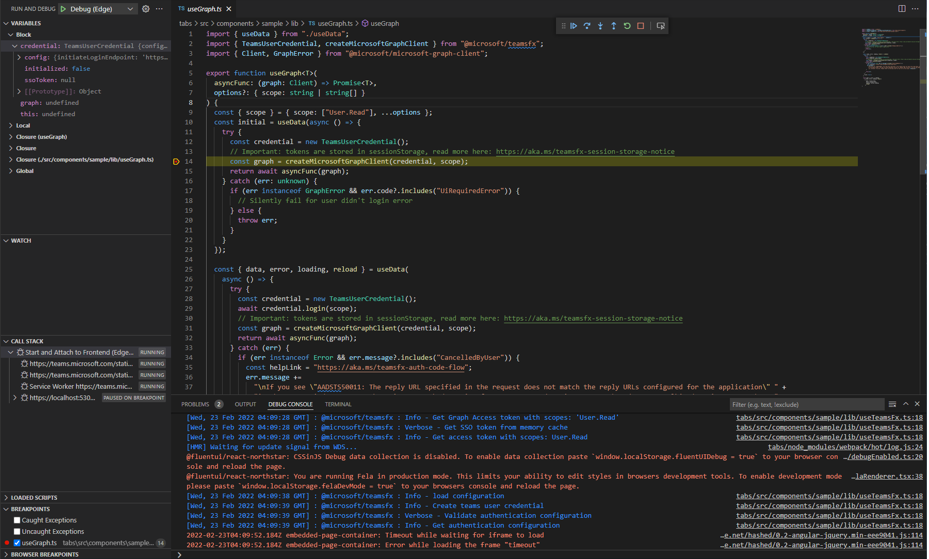 RUN AND DEBUG
Debug (Edge)
VARIABLES
Block
credential: TeamsUserCredential {config…
config: {initiateLoginEndpoint: 'https…
initialized: false
ssoToken: null
[[Prototype]]: Object
graph: undefined
this: undefined
Local
Closure (useGraph)
Closure
Closure (./src/components/sample/lib/useGraph.ts)
Global
WATCH
CALL STACK
Start and Attach to Frontend (Edge… RUNNING
https://teams.microsoft.com/stati… RUNNING
https://teams.microsoft.com/stati… RUNNING
Service Worker https://teams.mic… RUNNING
https://localhost:530… PAUSED ON BREAKPOINT
LOADED SCRIPTS
BREAKPOINTS
Caught Exceptions
Uncaught Exceptions
useGraph.ts tabs\src\components\sample… 14
BROWSER BREAKPOINTS
TS useGraph.ts
tabs > src > components > sample > lib > TS useGraph.ts > useGraph
1 import { useData } from "./useData";
2 import { TeamsUserCredential, createMicrosoftGraphClient } from "@microsoft/teamsfx";
3 import { Client, GraphError } from "@microsoft/microsoft-graph-client";
4
5 export function useGraph<T>(
6 asyncFunc: (graph: Client) => Promise<T>,
7 options?: { scope: string | string[] }
8 ) {
9 const { scope } = { scope: ["User.Read"], ...options };
10 const initial = useData(async () => {
11 try {
12 const credential = new TeamsUserCredential();
13 // Important: tokens are stored in sessionStorage, read more here: https://aka.ms/teamsfx-session-storage-notice
14 const graph = createMicrosoftGraphClient(credential, scope);
15 return await asyncFunc(graph);
16 } catch (err: unknown) {
17 if (err instanceof GraphError && err.code?.includes("UiRequiredError")) {
18 // Silently fail for user didn't login error
19 } else {
20 throw err;
21 }
22 }
23 });
24
25 const { data, error, loading, reload } = useData(
26 async () => {
27 try {
28 const credential = new TeamsUserCredential();
29 await credential.login(scope);
30 // Important: tokens are stored in sessionStorage, read more here: https://aka.ms/teamsfx-session-storage-notice
31 const graph = createMicrosoftGraphClient(credential, scope);
32 return await asyncFunc(graph);
33 } catch (err) {
34 if (err instanceof Error && err.message?.includes("CancelledByUser")) {
35 const helpLink = "https://aka.ms/teamsfx-auth-code-flow";
36 err.message +=
37 "\nIf you see \"AADSTS50011: The reply URL specified in the request does not match the reply URLs configured for the application\" " +
PROBLEMS 2 OUTPUT DEBUG CONSOLE TERMINAL
Filter (e.g. text, !exclude)
[Wed, 23 Feb 2022 04:09:28 GMT] : @microsoft/teamsfx : Info - Get Graph Access token with scopes: 'User.Read' tabs/src/components/sample/lib/useTeamsFx.ts:18
[Wed, 23 Feb 2022 04:09:28 GMT] : @microsoft/teamsfx : Verbose - Get SSO token from memory cache tabs/src/components/sample/lib/useTeamsFx.ts:18
[Wed, 23 Feb 2022 04:09:28 GMT] : @microsoft/teamsfx : Info - Get access token with scopes: User.Read tabs/src/components/sample/lib/useTeamsFx.ts:18
[HMR] Waiting for update signal from WDS... tabs/node_modules/webpack/hot/log.js:24
@fluentui/react-northstar: CSSinJS Debug data collection is disabled. To enable data collection paste `window.localStorage.fluentUIDebug = true` to your browser con …/debugEnabled.ts:20
sole and reload the page.
@fluentui/react-northstar: You are running Fela in production mode. This limits your ability to edit styles in browsers development tools. To enable development mode …laRenderer.tsx:38
please paste `window.localStorage.felaDevMode = true` to your browsers console and reload the page.
[Wed, 23 Feb 2022 04:09:38 GMT] : @microsoft/teamsfx : Info - load configuration tabs/src/components/sample/lib/useTeamsFx.ts:18
[Wed, 23 Feb 2022 04:09:39 GMT] : @microsoft/teamsfx : Info - Create teams user credential tabs/src/components/sample/lib/useTeamsFx.ts:18
[Wed, 23 Feb 2022 04:09:39 GMT] : @microsoft/teamsfx : Verbose - Validate authentication configuration tabs/src/components/sample/lib/useTeamsFx.ts:18
[Wed, 23 Feb 2022 04:09:39 GMT] : @microsoft/teamsfx : Info - Get authentication configuration tabs/src/components/sample/lib/useTeamsFx.ts:18
2022-02-23T04:09:52.184Z embedded-page-container: Timeout while waiting for iframe to load …e.net/hashed/0.2-angular-jquery.min-eee9041.js:114
2022-02-23T04:09:52.184Z embedded-page-container: Error while loading the iframe "timeout" …e.net/hashed/0.2-angular-jquery.min-eee9041.js:114